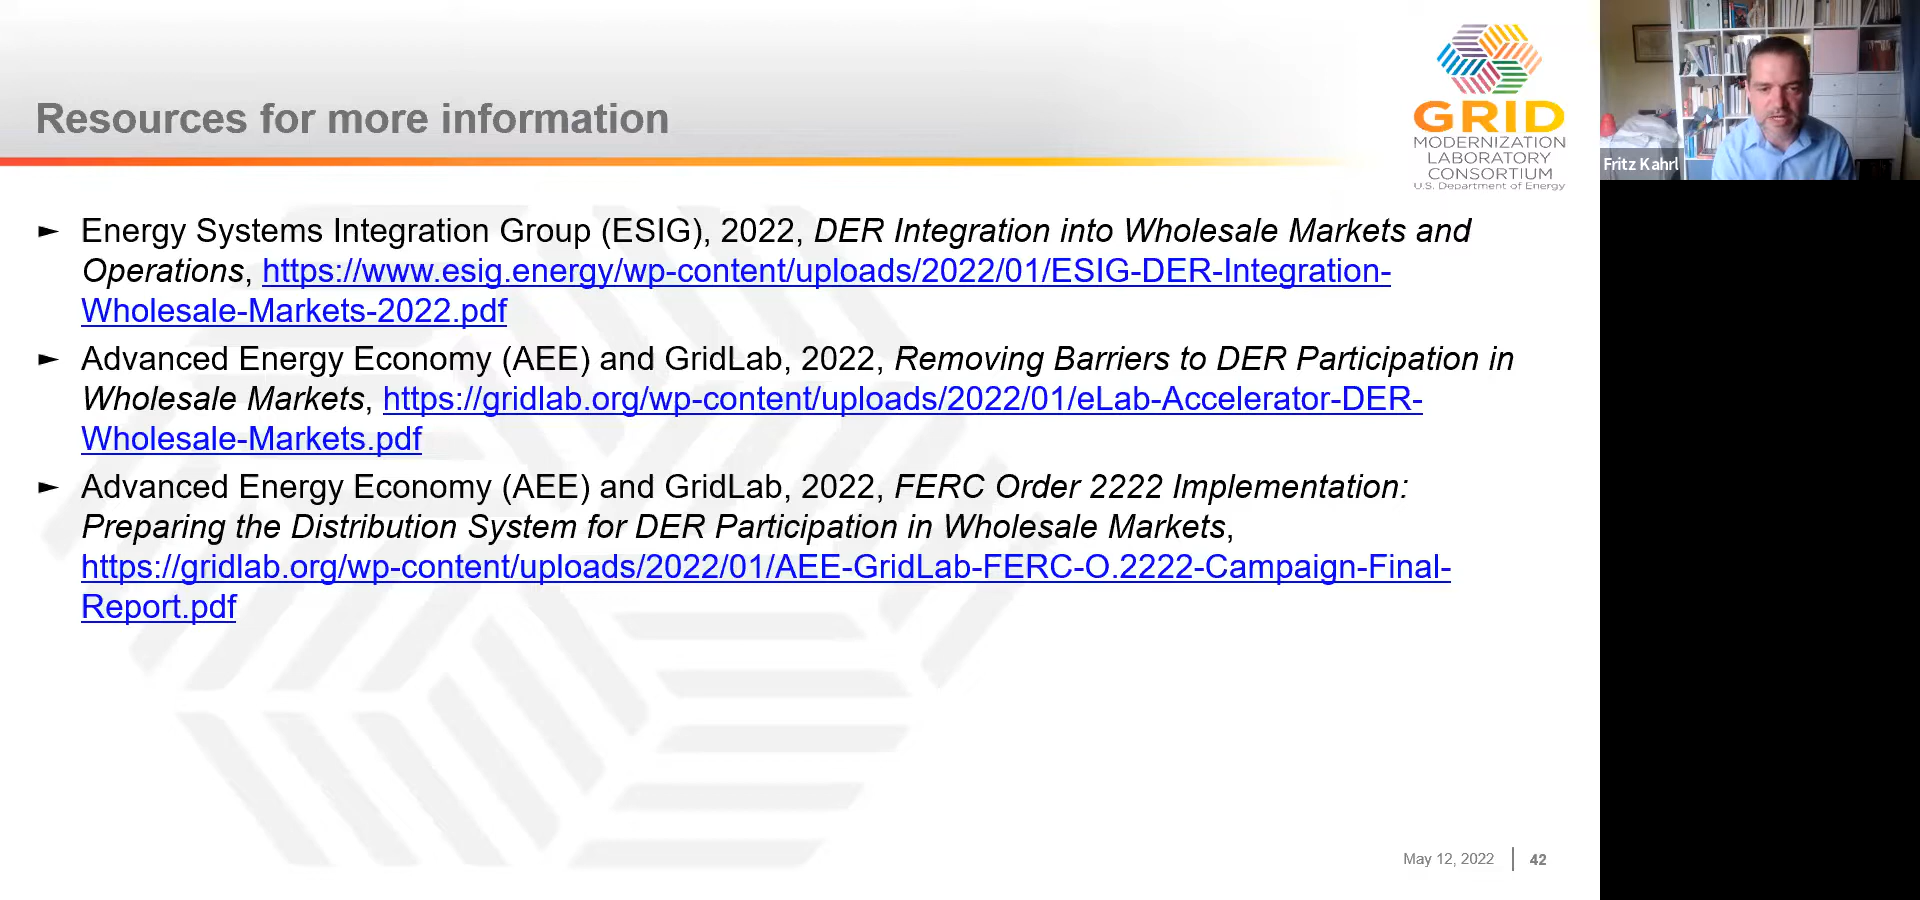 Resources for more information
GRID
MODERNIZATION
LABORATORY
CONSORTIUM
U.S. Department of Energy
Fritz Kahrl
► Energy Systems Integration Group (ESIG), 2022, DER Integration into Wholesale Markets and
Operations, https://www.esig.energy/wp-content/uploads/2022/01/ESIG-DER-Integration-
Wholesale-Markets-2022.pdf
► Advanced Energy Economy (AEE) and GridLab, 2022, Removing Barriers to DER Participation in
Wholesale Markets, https://gridlab.org/wp-content/uploads/2022/01/eLab-Accelerator-DER-
Wholesale-Markets.pdf
► Advanced Energy Economy (AEE) and GridLab, 2022, FERC Order 2222 Implementation:
Preparing the Distribution System for DER Participation in Wholesale Markets,
https://gridlab.org/wp-content/uploads/2022/01/AEE-GridLab-FERC-O.2222-Campaign-Final-
Report.pdf
May 12, 2022 42